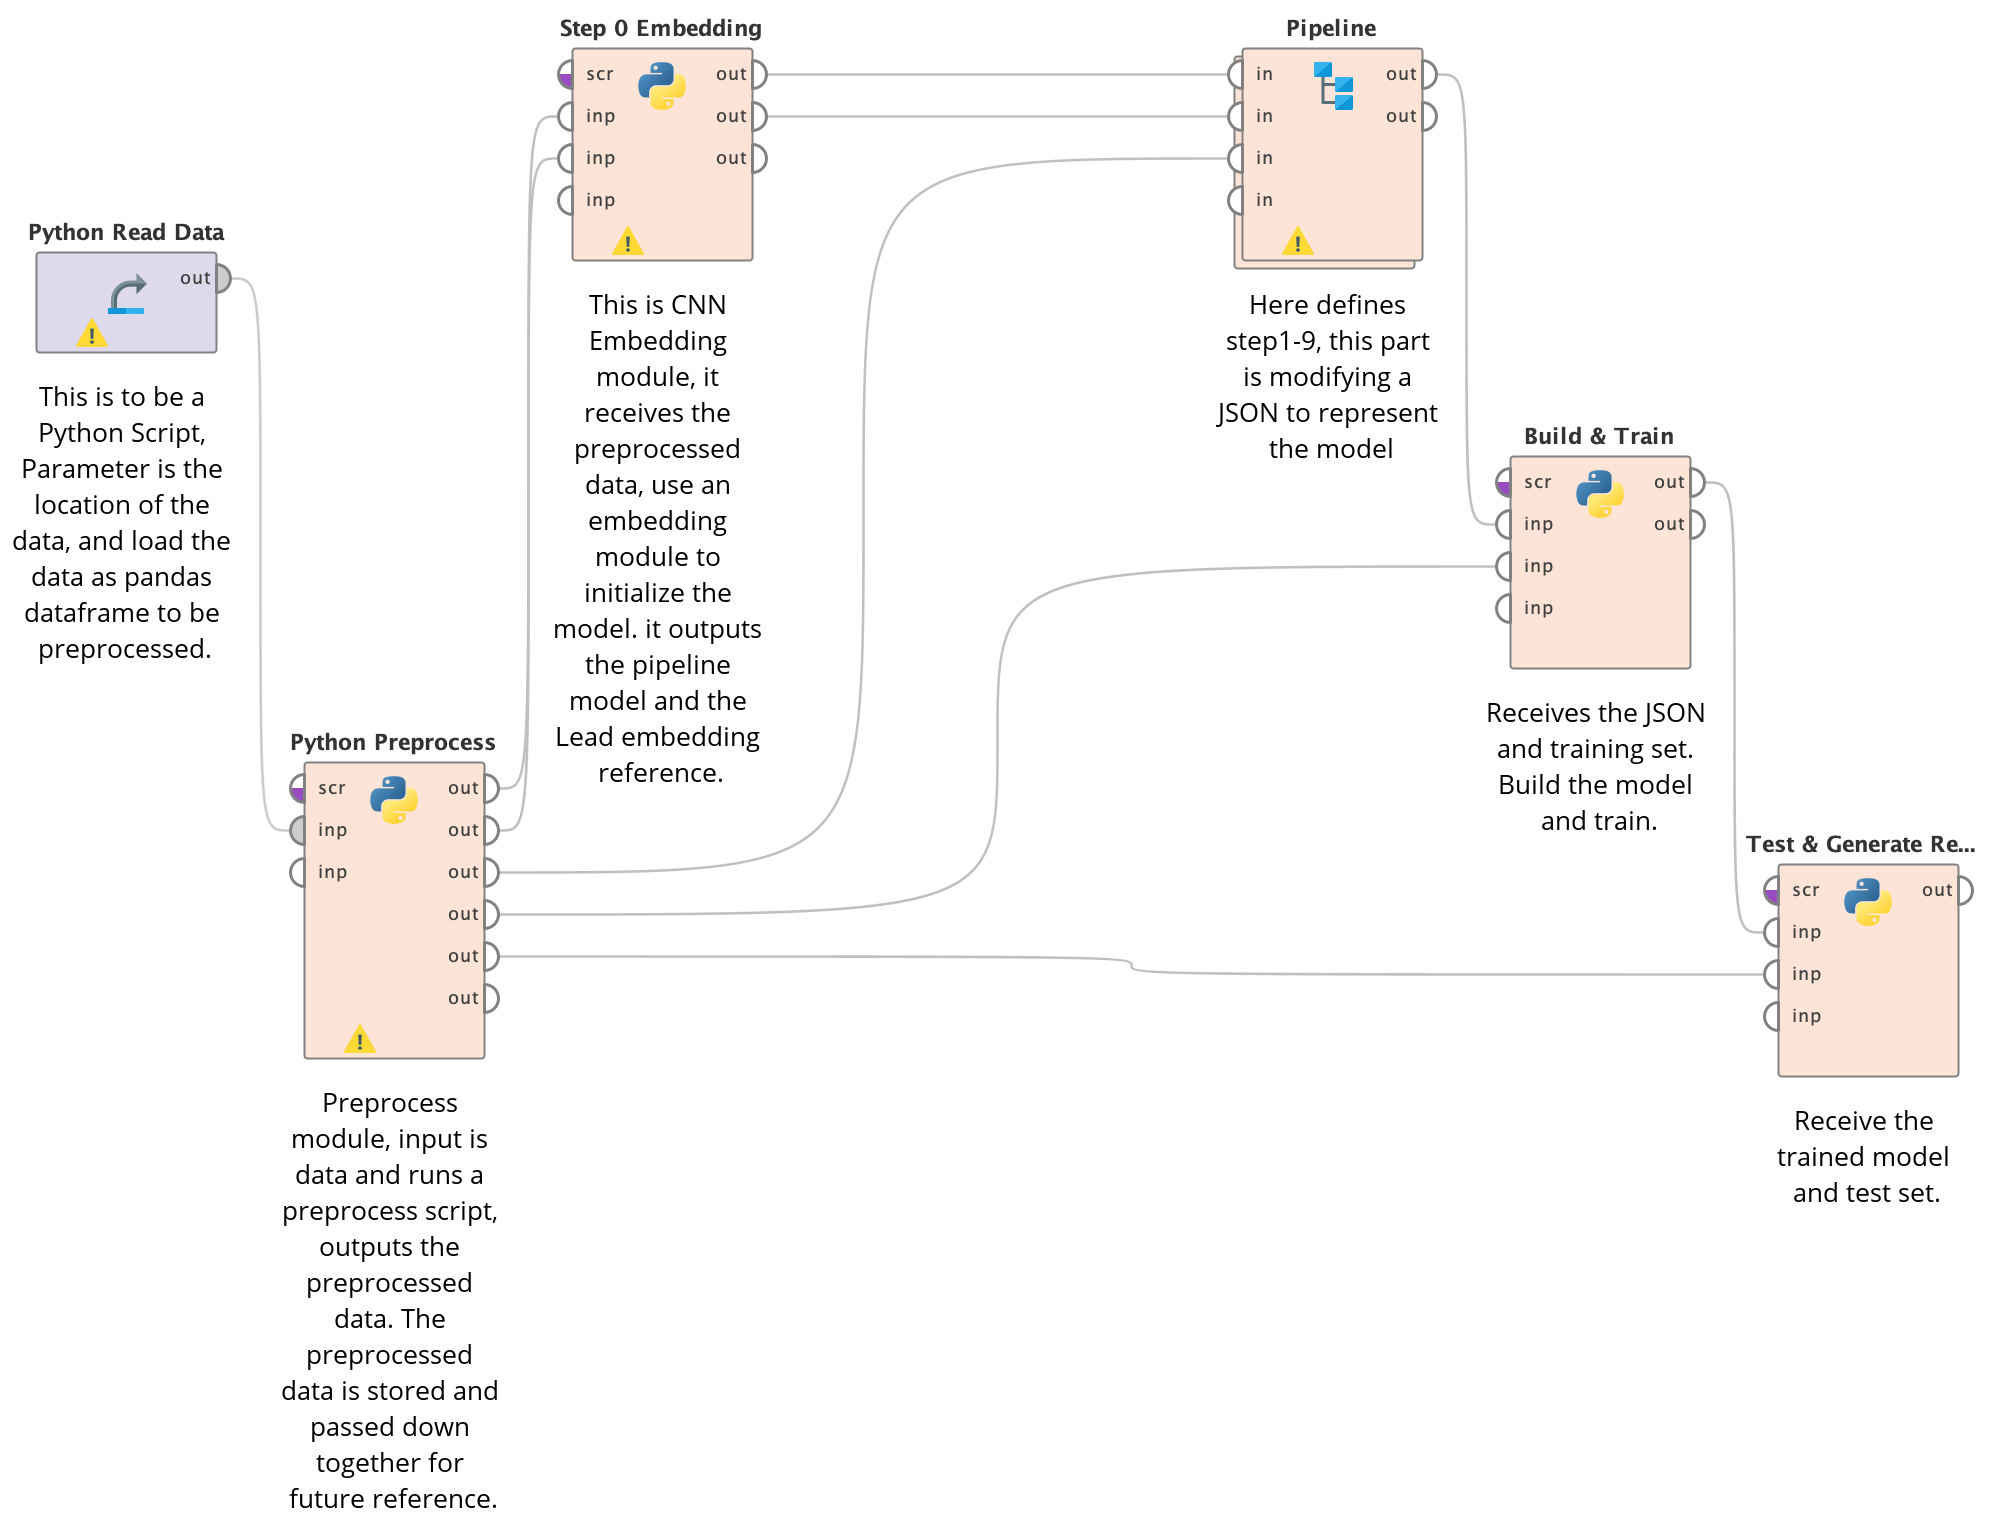 Step 0 Embedding
scr out
inp out
inp out
inp
This is CNN
Embedding
module, it
receives the
preprocessed
data, use an
embedding
module to
initialize the
model. it outputs
the pipeline
model and the
Lead embedding
reference.
Pipeline
in out
in out
in
in
Here defines
step1-9, this part
is modifying a
JSON to represent
the model
Python Read Data
out
This is to be a
Python Script,
Parameter is the
location of the
data, and load the
data as pandas
dataframe to be
preprocessed.
Build & Train
scr out
inp out
inp
inp
Receives the JSON
and training set.
Build the model
and train.
Python Preprocess
scr out
inp out
inp out
out
out
out
Preprocess
module, input is
data and runs a
preprocess script,
outputs the
preprocessed
data. The
preprocessed
data is stored and
passed down
together for
future reference.
Test & Generate Re...
scr out
inp
inp
inp
Receive the
trained model
and test set.